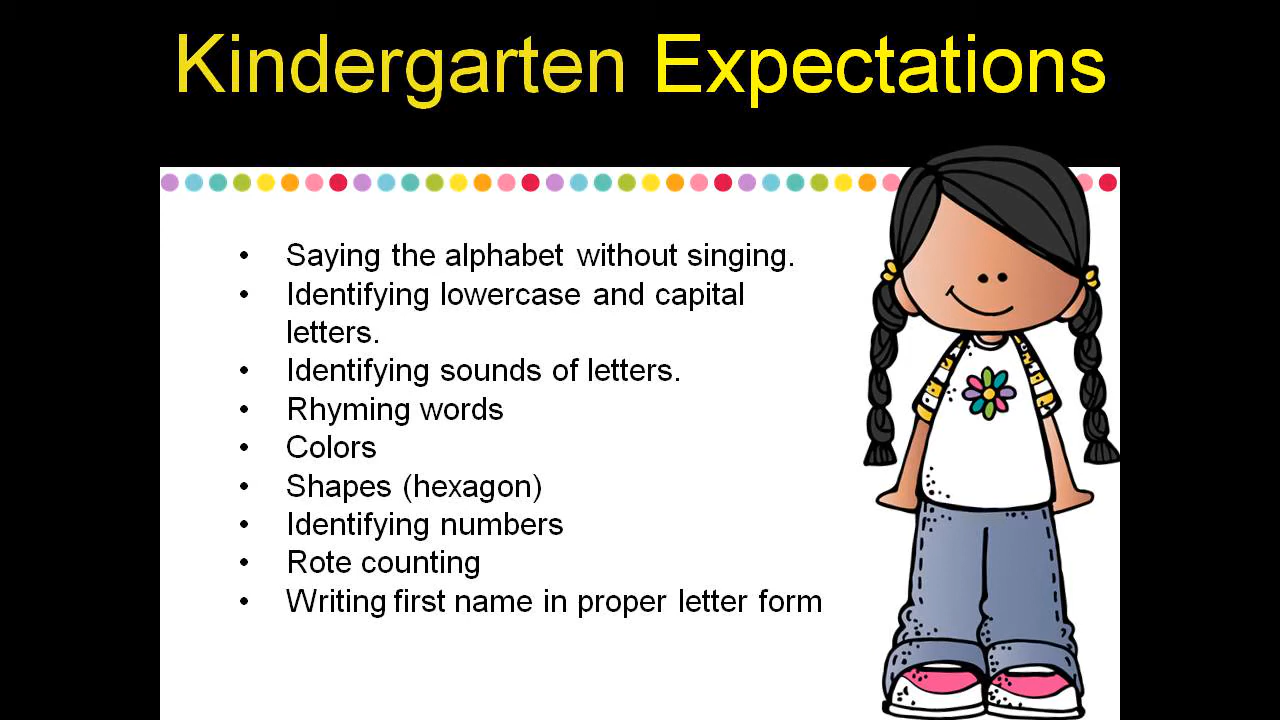 Kindergarten Expectations
• Saying the alphabet without singing.
• Identifying lowercase and capital
letters.
• Identifying sounds of letters.
• Rhyming words
• Colors
• Shapes (hexagon)
• Identifying numbers
• Rote counting
• Writing first name in proper letter form